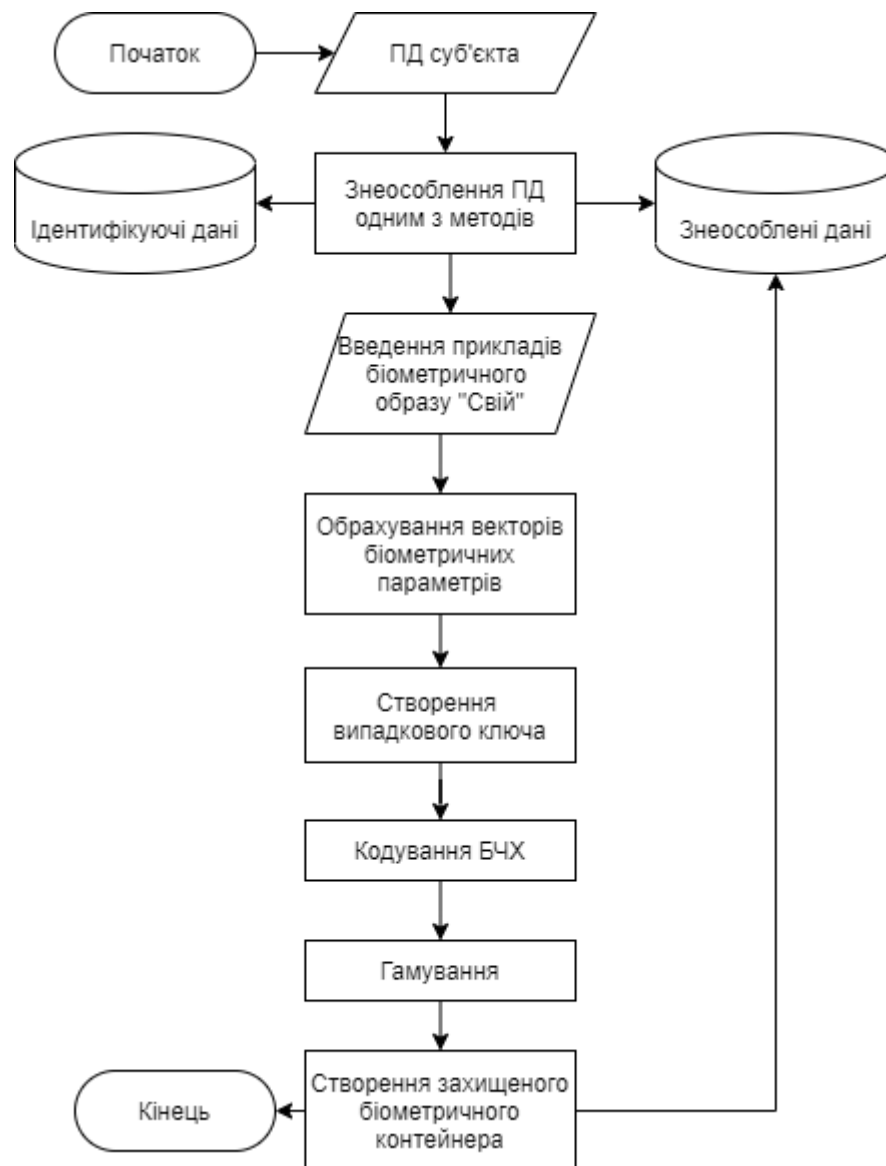 Початок
ПД суб'єкта
Знеособлення ПД
одним з методів
Ідентифікуючі дані
Знеособлені дані
Введення прикладів
біометричного
образу "Свій"
Обрахування векторів
біометричних
параметрів
Створення
випадкового ключа
Кодування БЧХ
Гамування
Створення захищеного
біометричного
контейнера
Кінець